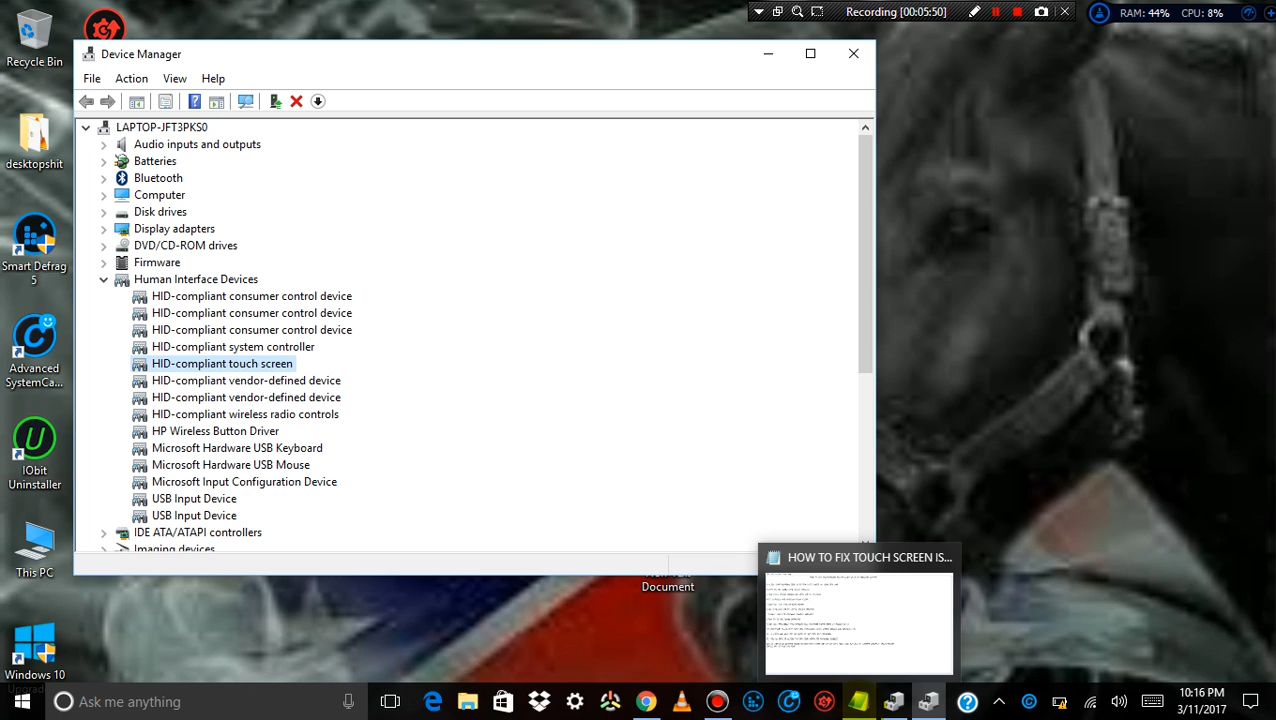 Recording [00:05:50]
RAM: 44% CPU: 8%
Recycle Bin
desktopshit
Smart Defrag
5
Advanced
SystemCa...
IObit
Uninstaller
This PC
Windows 10
Device Manager
File Action View Help
LAPTOP-JFT3PKS0
Audio inputs and outputs
Batteries
Bluetooth
Computer
Disk drives
Display adapters
DVD/CD-ROM drives
Firmware
Human Interface Devices
HID-compliant consumer control device
HID-compliant consumer control device
HID-compliant consumer control device
HID-compliant system controller
HID-compliant touch screen
HID-compliant vendor-defined device
HID-compliant vendor-defined device
HID-compliant wireless radio controls
HP Wireless Button Driver
Microsoft Hardware USB Keyboard
Microsoft Hardware USB Mouse
Microsoft Input Configuration Device
USB Input Device
USB Input Device
IDE ATA/ATAPI controllers
Imaging devices
Document
HOW TO FIX TOUCH SCREEN IS...
Ask me anything
10:16 PM
3/11/2017